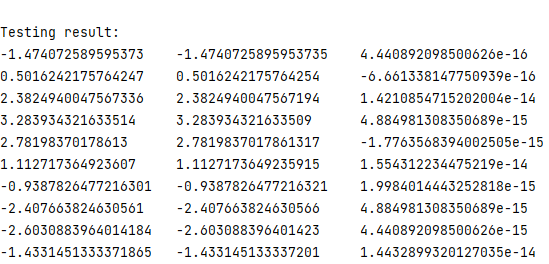 Testing result:
-1.474072589595373 -1.4740725895953735 4.440892098500626e-16
0.5016242175764247 0.5016242175764254 -6.661338147750939e-16
2.3824940047567336 2.3824940047567194 1.4210854715202004e-14
3.283934321633514 3.283934321633509 4.884981308350689e-15
2.78198370178613 2.7819837017861317 -1.7763568394002505e-15
1.112717364923607 1.1127173649235915 1.554312234475219e-14
-0.9387826477216301 -0.9387826477216321 1.9984014443252818e-15
-2.407663824630561 -2.407663824630566 4.884981308350689e-15
-2.6030883964014184 -2.603088396401423 4.440892098500626e-15
-1.4331451333371865 -1.433145133337201 1.4432899320127035e-14